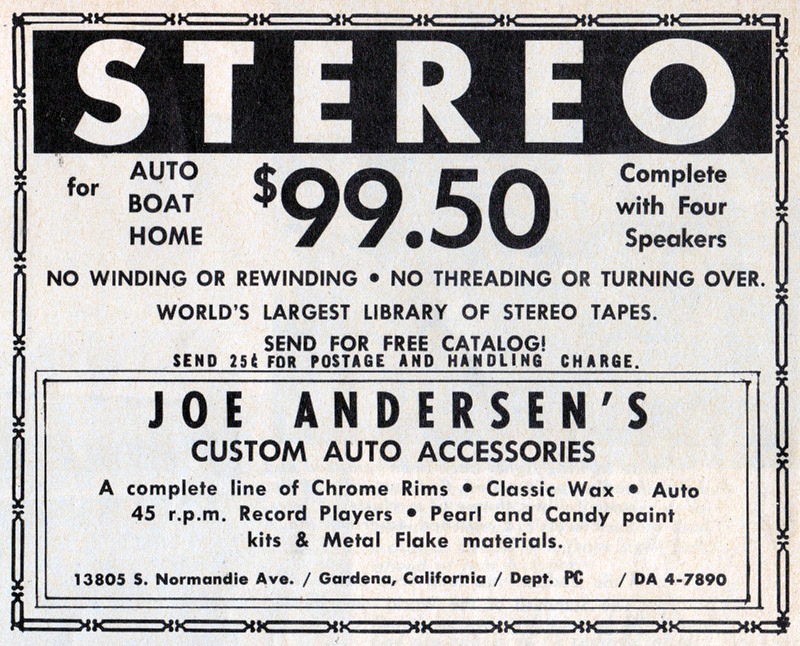 STEREO
for AUTO BOAT HOME
$99.50
Complete with Four Speakers
NO WINDING OR REWINDING • NO THREADING OR TURNING OVER.
WORLD'S LARGEST LIBRARY OF STEREO TAPES.
SEND FOR FREE CATALOG!
SEND 25¢ FOR POSTAGE AND HANDLING CHARGE.
JOE ANDERSEN'S
CUSTOM AUTO ACCESSORIES
A complete line of Chrome Rims • Classic Wax • Auto
45 r.p.m. Record Players • Pearl and Candy paint
kits & Metal Flake materials.
13805 S. Normandie Ave. / Gardena, California / Dept. PC / DA 4-7890